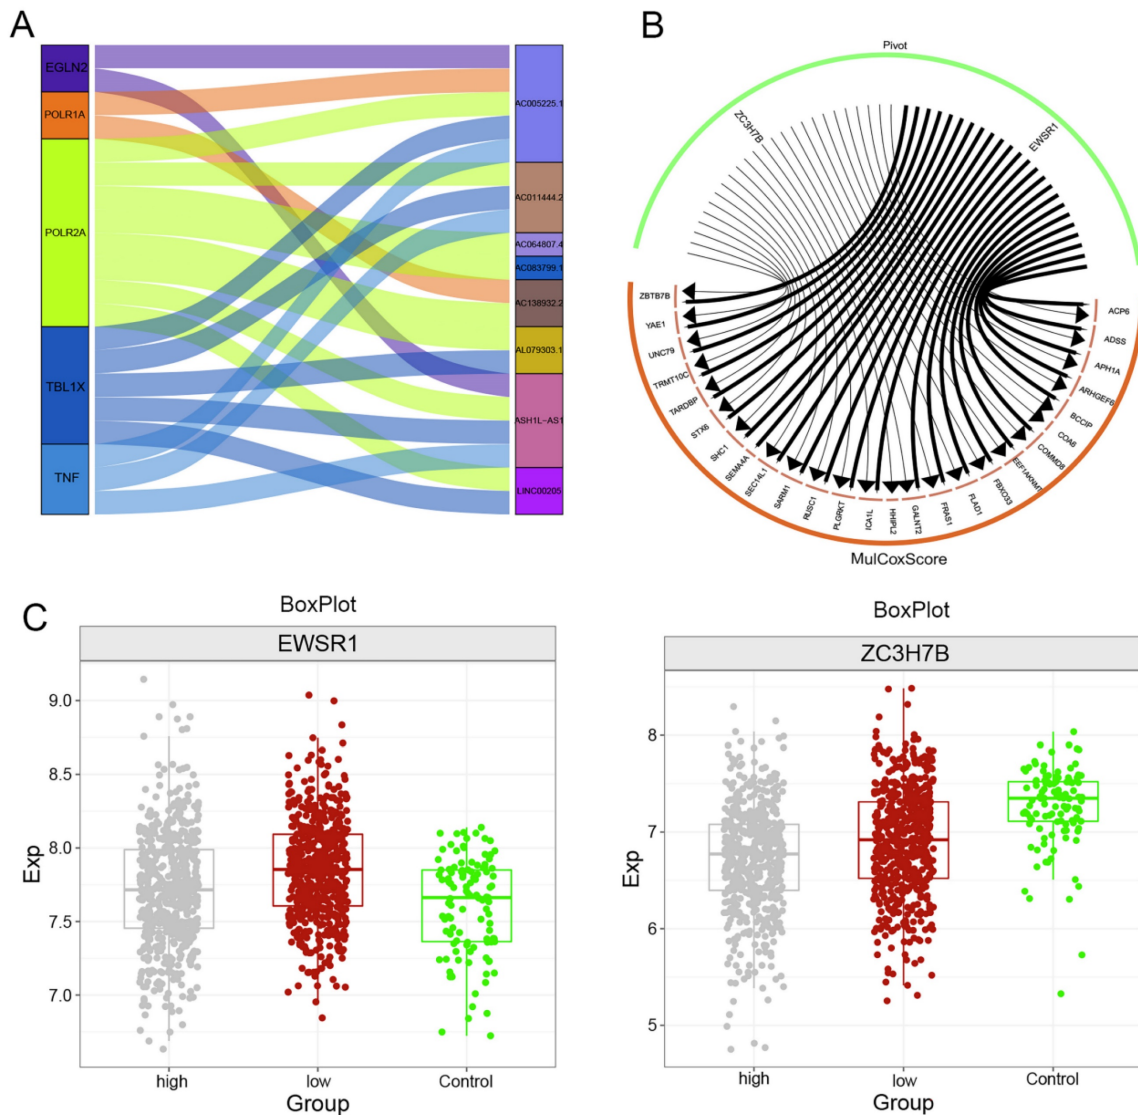 A
EGLN2
POLR1A
POLR2A
TBL1X
TNF
AC005225.1
AC011444.2
AC064807.4
AC083799.1
AC138932.2
AL079303.1
ASH1L-AS1
LINC00205
B
Pivot
ZC3H7B
EWSR1
ZBTB7B
YAE1
UNC79
TRMT10C
TARDBP
STX6
SHC1
SEMA4A
SEC14L1
SARM1
RUSC1
PLGRKT
ICA1L
HHIPL2
GALNT2
FRAS1
FLAD1
FBXO33
EEF1AKNMT
COMMD8
COA6
BCCIP
ARHGEF6
APH1A
ADSS
ACP6
MulCoxScore
C
BoxPlot
EWSR1
Exp
9.0
8.5
8.0
7.5
7.0
high
low
Control
Group
BoxPlot
ZC3H7B
Exp
8
7
6
5
high
low
Control
Group